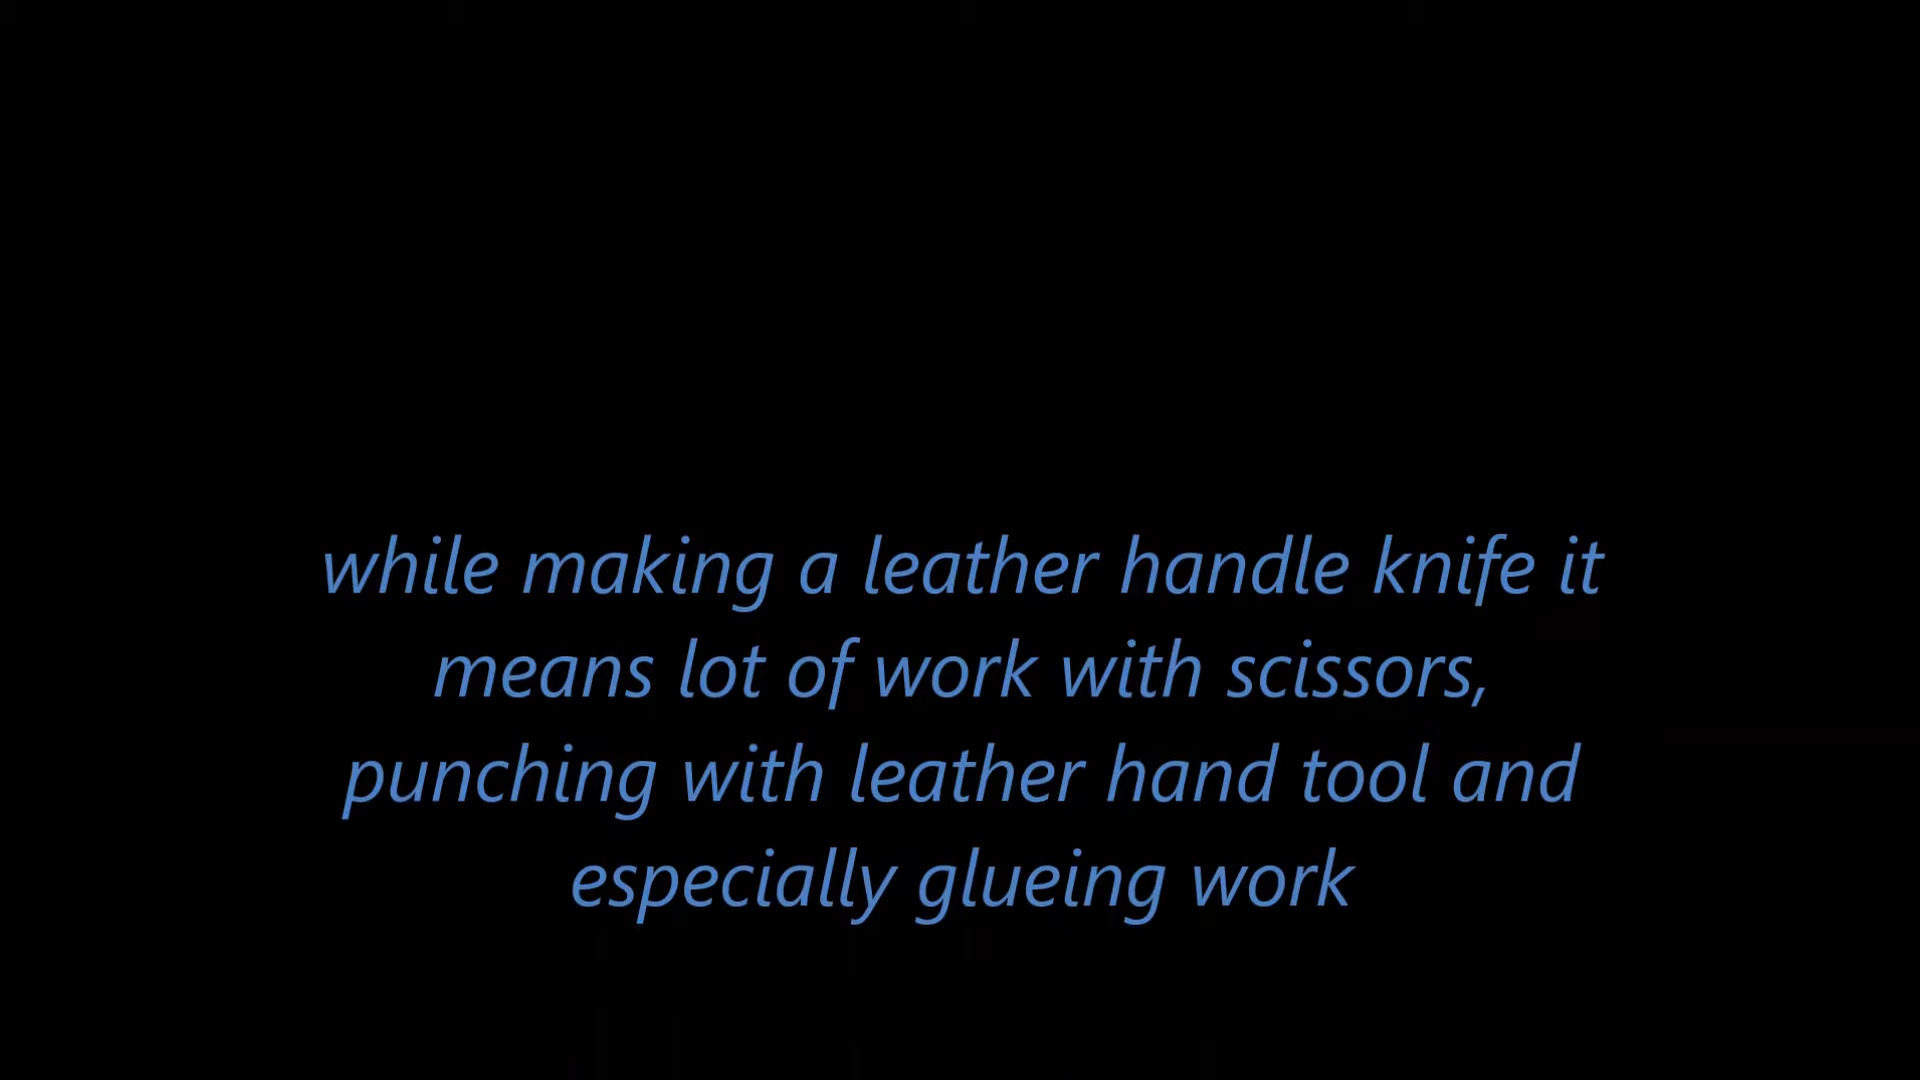 while making a leather handle knife it
means lot of work with scissors,
punching with leather hand tool and
especially glueing work